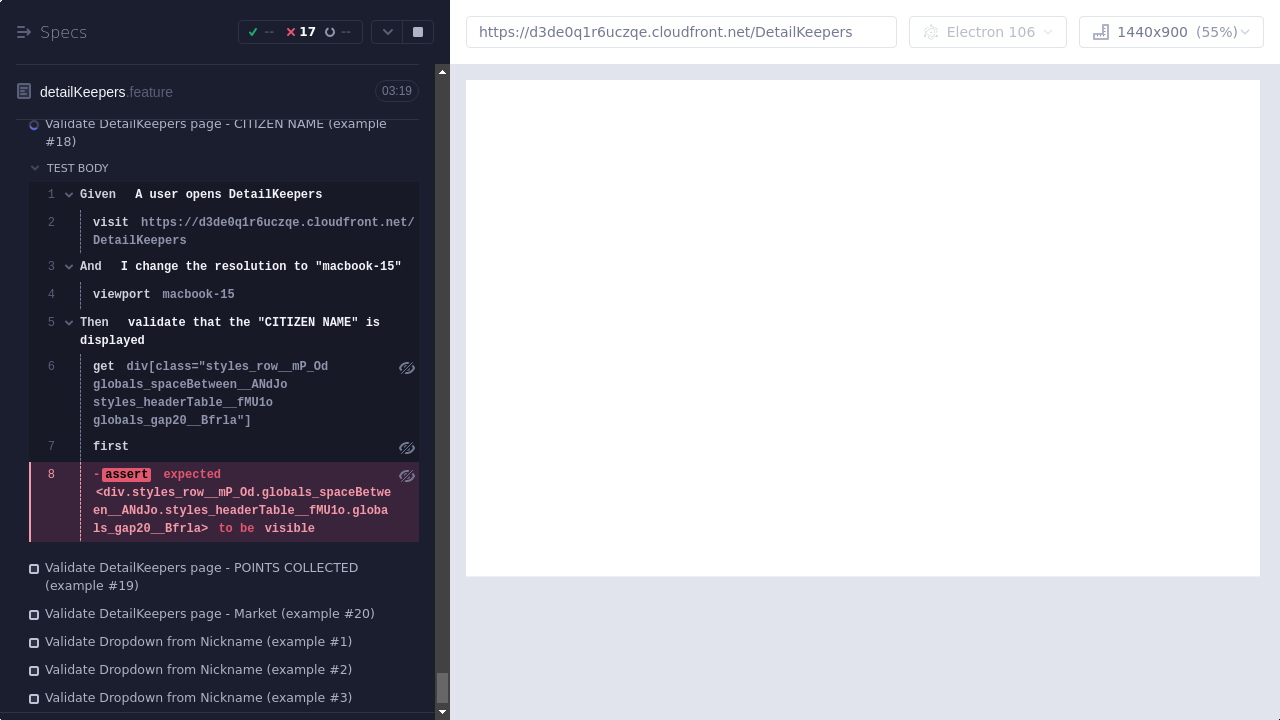 Specs
--
17
--
https://d3de0q1r6uczqe.cloudfront.net/DetailKeepers
Electron 106
1440x900 (55%)
detailKeepers.feature
03:19
Validate DetailKeepers page - CITIZEN NAME (example
#18)
TEST BODY
1 Given A user opens DetailKeepers
2 visit https://d3de0q1r6uczqe.cloudfront.net/
DetailKeepers
3 And I change the resolution to "macbook-15"
4 viewport macbook-15
5 Then validate that the "CITIZEN NAME" is
displayed
6 get div[class="styles_row__mP_Od
globals_spaceBetween__ANdJo
styles_headerTable__fMU1o
globals_gap20__Bfrla"]
7 first
8 -assert expected
<div.styles_row__mP_Od.globals_spaceBetwe
en__ANdJo.styles_headerTable__fMU1o.globa
ls_gap20__Bfrla> to be visible
Validate DetailKeepers page - POINTS COLLECTED
(example #19)
Validate DetailKeepers page - Market (example #20)
Validate Dropdown from Nickname (example #1)
Validate Dropdown from Nickname (example #2)
Validate Dropdown from Nickname (example #3)